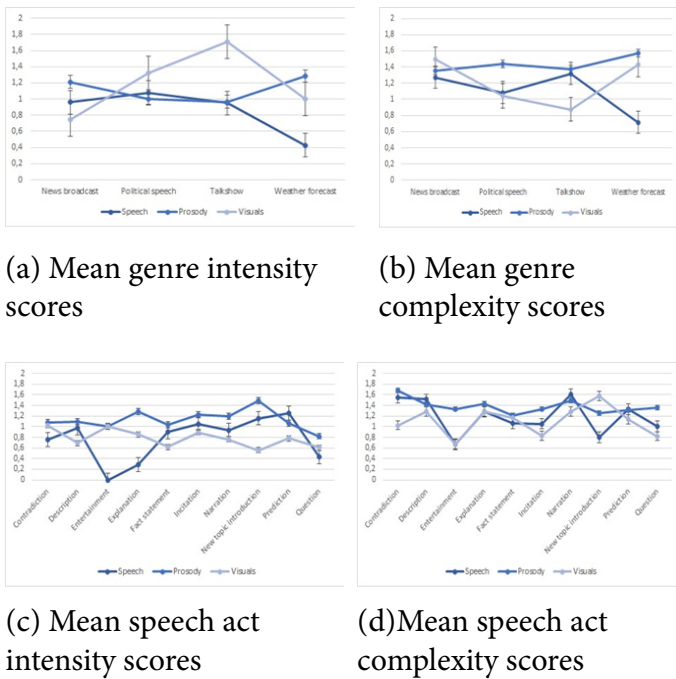 2
1,8
1,6
1,4
1,2
1
0,8
0,6
0,4
0,2
0
News broadcast Political speech Talkshow Weather forecast
Speech Prosody Visuals
2
1,8
1,6
1,4
1,2
1
0,8
0,6
0,4
0,2
0
News broadcast Political speech Talkshow Weather forecast
Speech Prosody Visuals
(a) Mean genre intensity
scores
(b) Mean genre
complexity scores
2
1,8
1,6
1,4
1,2
1
0,8
0,6
0,4
0,2
0
Contradiction
Description
Entertainment
Explanation
Fact statement
Incitation
Narration
New topic introduction
Prediction
Question
Speech Prosody Visuals
2
1,8
1,6
1,4
1,2
1
0,8
0,6
0,4
0,2
0
Contradiction
Description
Entertainment
Explanation
Fact statement
Incitation
Narration
New topic introduction
Prediction
Question
Speech Prosody Visuals
(c) Mean speech act
intensity scores
(d)Mean speech act
complexity scores